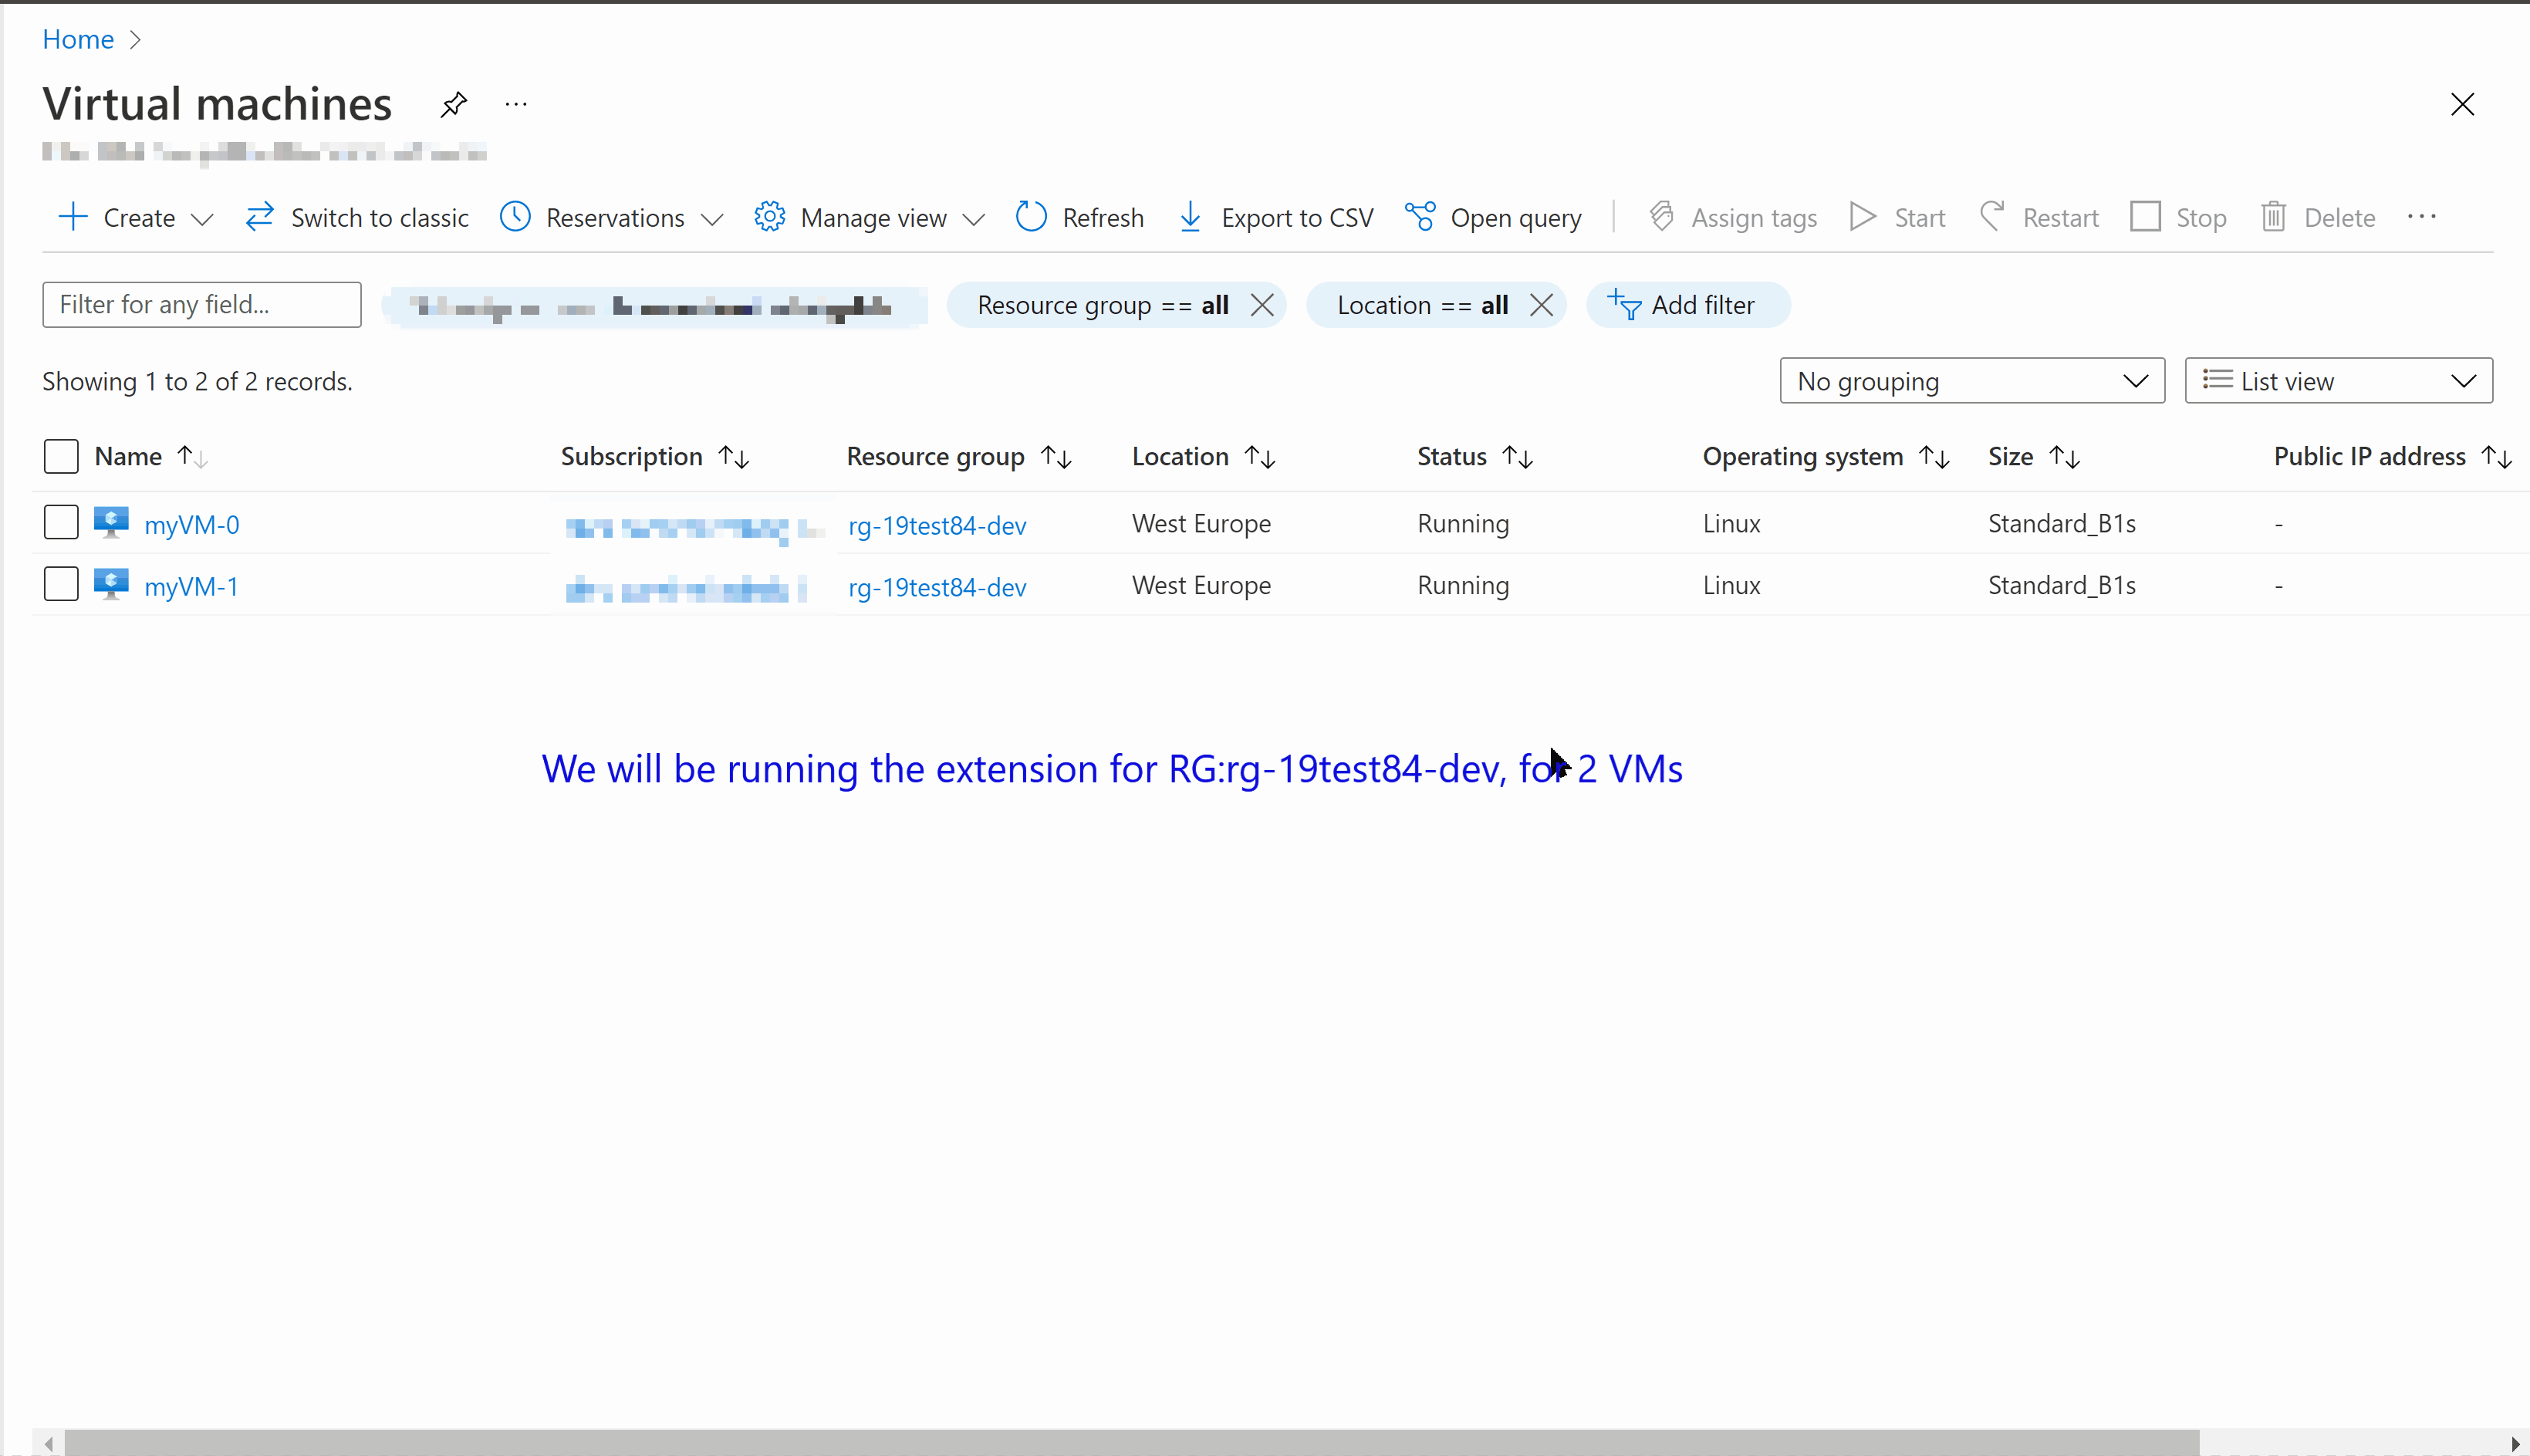 Home
Virtual machines ...
Create Switch to classic Reservations Manage view Refresh Export to CSV Open query Assign tags Start Restart Stop Delete ...
Filter for any field... Resource group == all Location == all Add filter
Showing 1 to 2 of 2 records. No grouping List view
Name Subscription Resource group Location Status Operating system Size Public IP address
myVM-0 rg-19test84-dev West Europe Running Linux Standard_B1s -
myVM-1 rg-19test84-dev West Europe Running Linux Standard_B1s -
We will be running the extension for RG:rg-19test84-dev, for 2 VMs